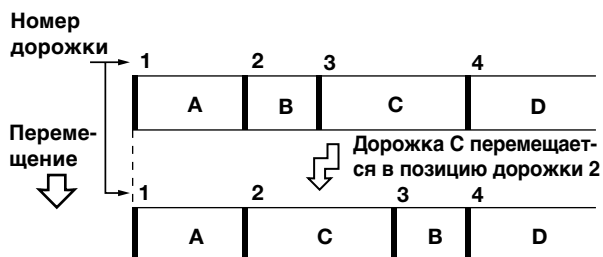 Номер
дорожки
1 2 3 4
A B C D
Переме-
щение
Дорожка C перемещает-
ся в позицию дорожки 2
1 2 3 4
A C B D